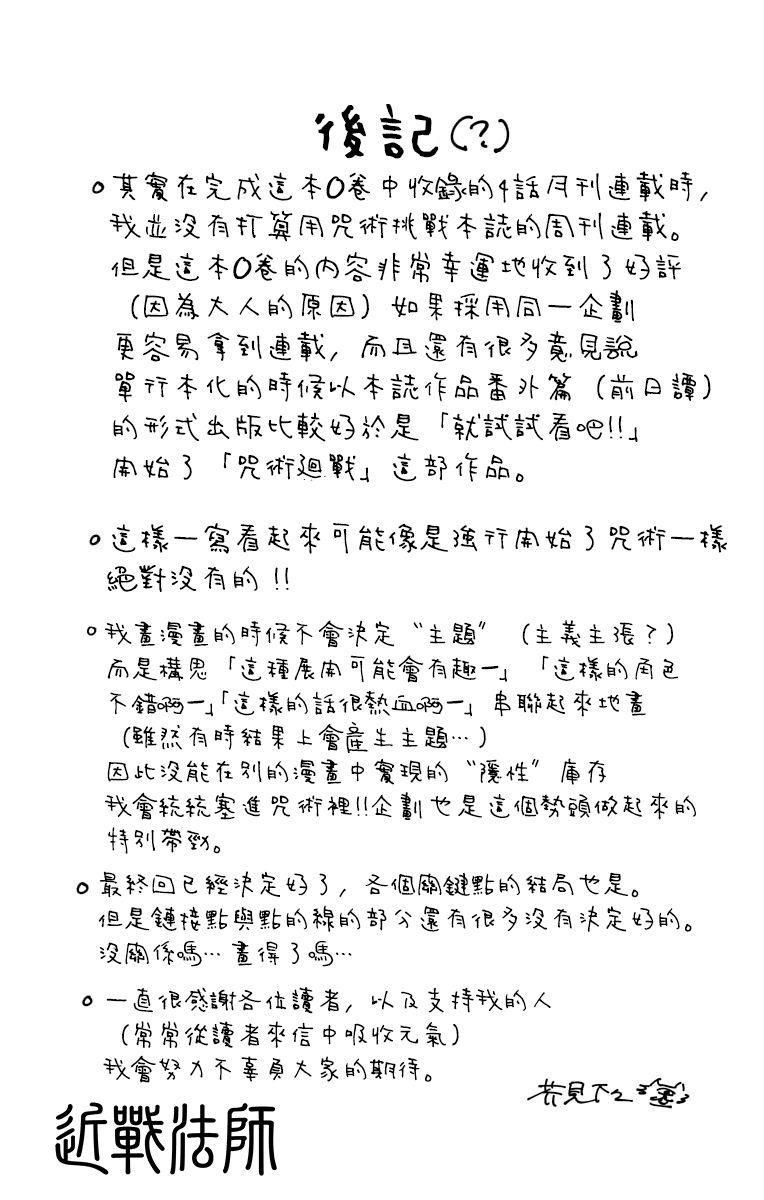 後記(?)
○其實在完成這本0卷中收錄的4話月刊連載時,
我並沒有打算用咒術挑戰本誌的周刊連載。
但是這本0卷的內容非常幸運地收到了好評
(因為大人的原因)如果採用同一企劃
更容易拿到連載,而且還有很多意見說
單行本化的時候以本誌作品番外篇(前日譚)
的形式出版比較好於是「就試試看吧!!」
開始了「咒術廻戰」這部作品。
○這樣一寫看起來可能像是強行開始了咒術一樣
絕對沒有的!!
○我畫漫畫的時候不會決定“主題”(主義主張?)
而是構思「這種展開可能會有趣ー」「這樣的角色
不錯啊ー」「這樣的話很熱血啊ー」串聯起來地畫
(雖然有時結果上會產生主題…)
因此沒能在別的漫畫中實現的“隱性”庫存
我會統統塞進咒術裡!!企劃也是這個勢頭做起來的
特別帶勁。
○最終回已經決定好了,各個關鍵點的結局也是。
但是鏈接點與點的線的部分還有很多沒有決定好的。
沒關係嗎…畫得了嗎…
○一直很感謝各位讀者,以及支持我的人
(常常從讀者來信中吸收元氣)
我會努力不辜負大家的期待。
芥見下々
近戰法師